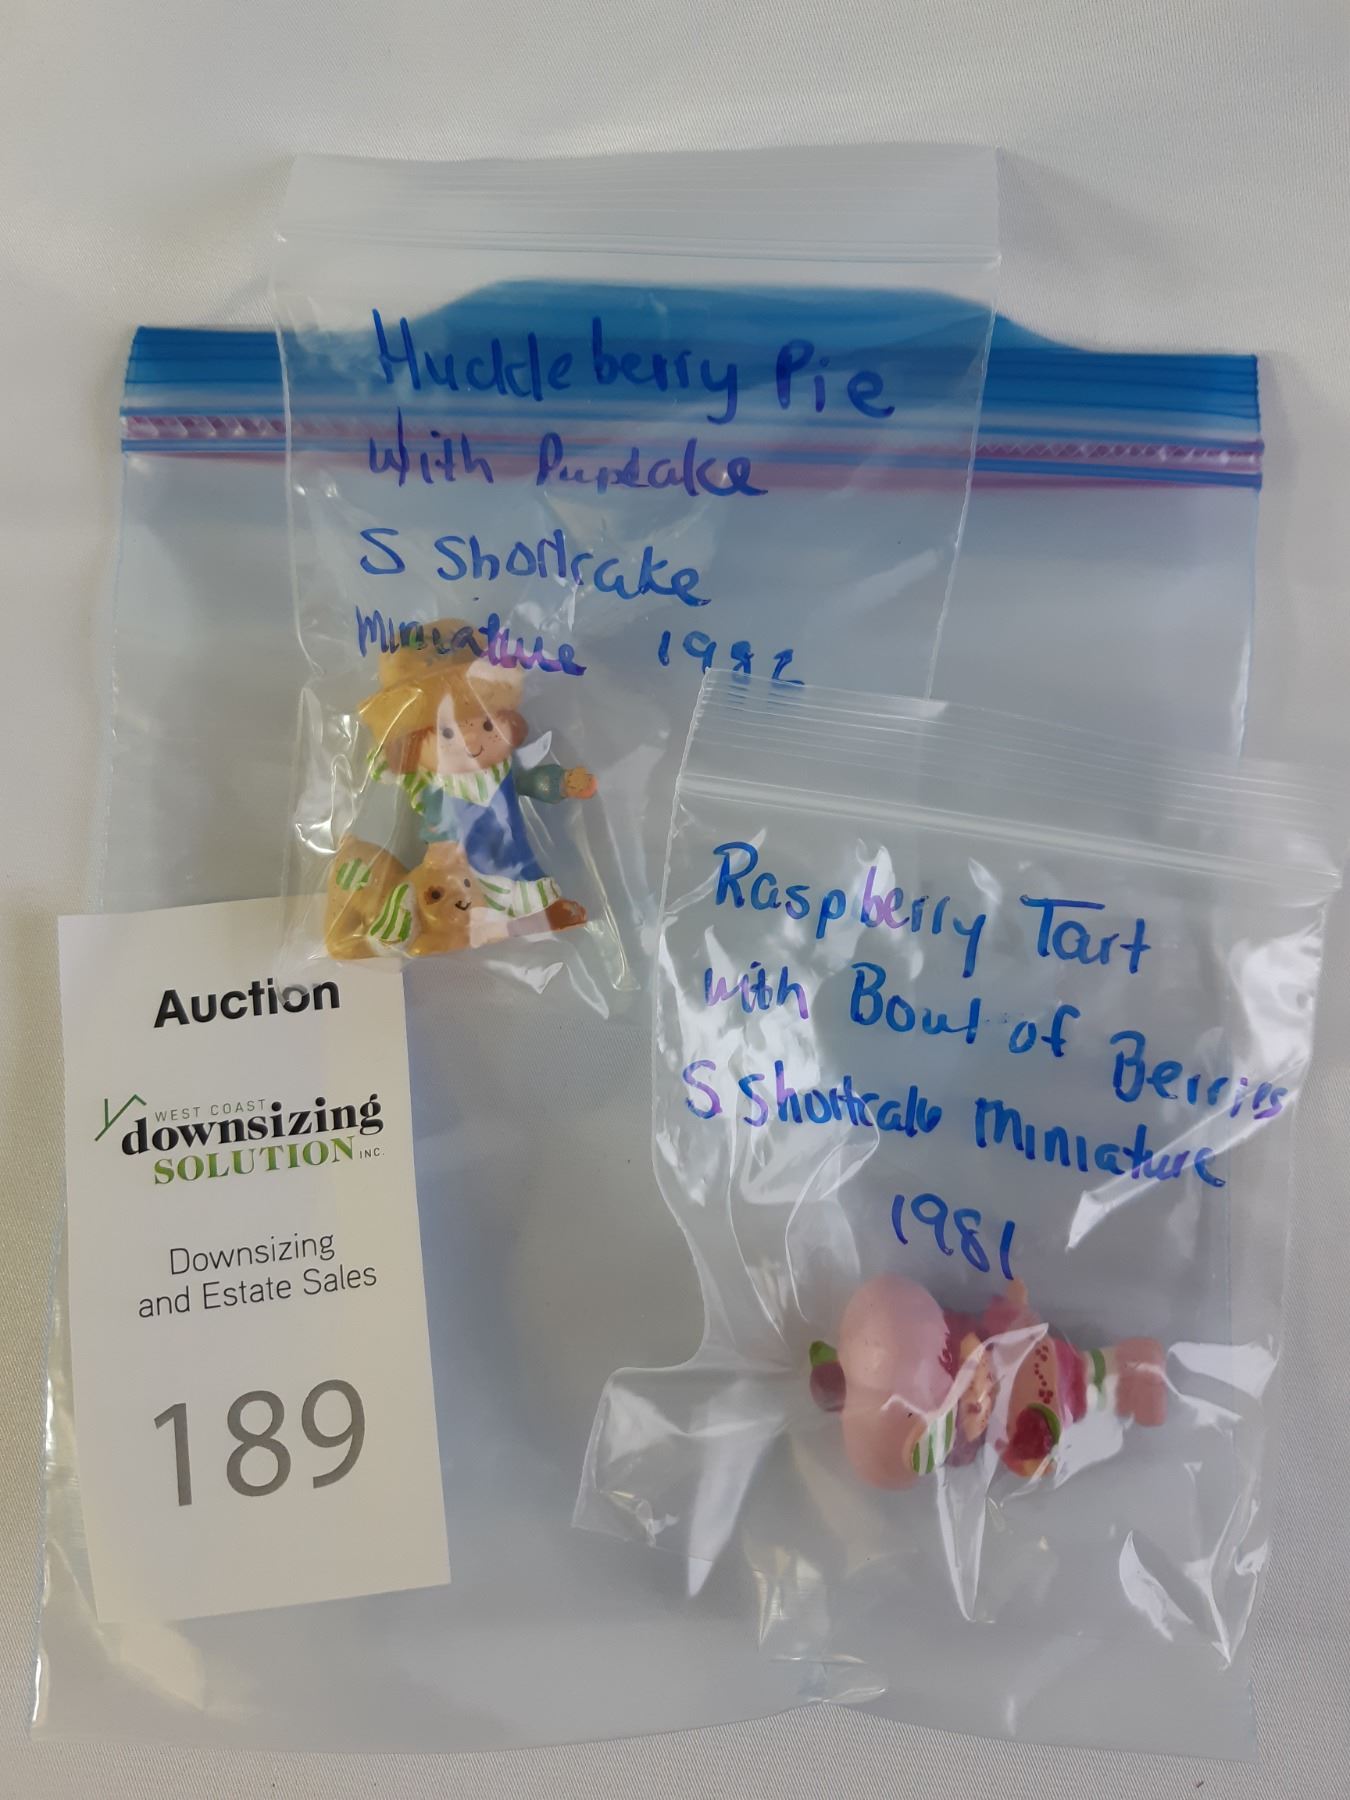 Huckleberry Pie
With Pupcake
S Shortcake
Miniature 1982
Raspberry Tart
with Bowl of Berries
S Shortcake Miniature
1981
Auction
WEST COAST
downsizing
SOLUTION INC.
Downsizing
and Estate Sales
189